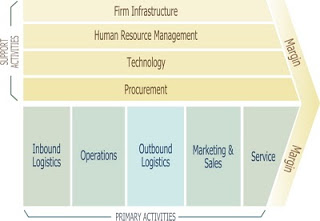 SUPPORT
ACTIVITIES
Firm Infrastructure
Human Resource Management
Technology
Procurement
Margin
Inbound
Logistics
Operations
Outbound
Logistics
Marketing &
Sales
Service
Margin
PRIMARY ACTIVITIES